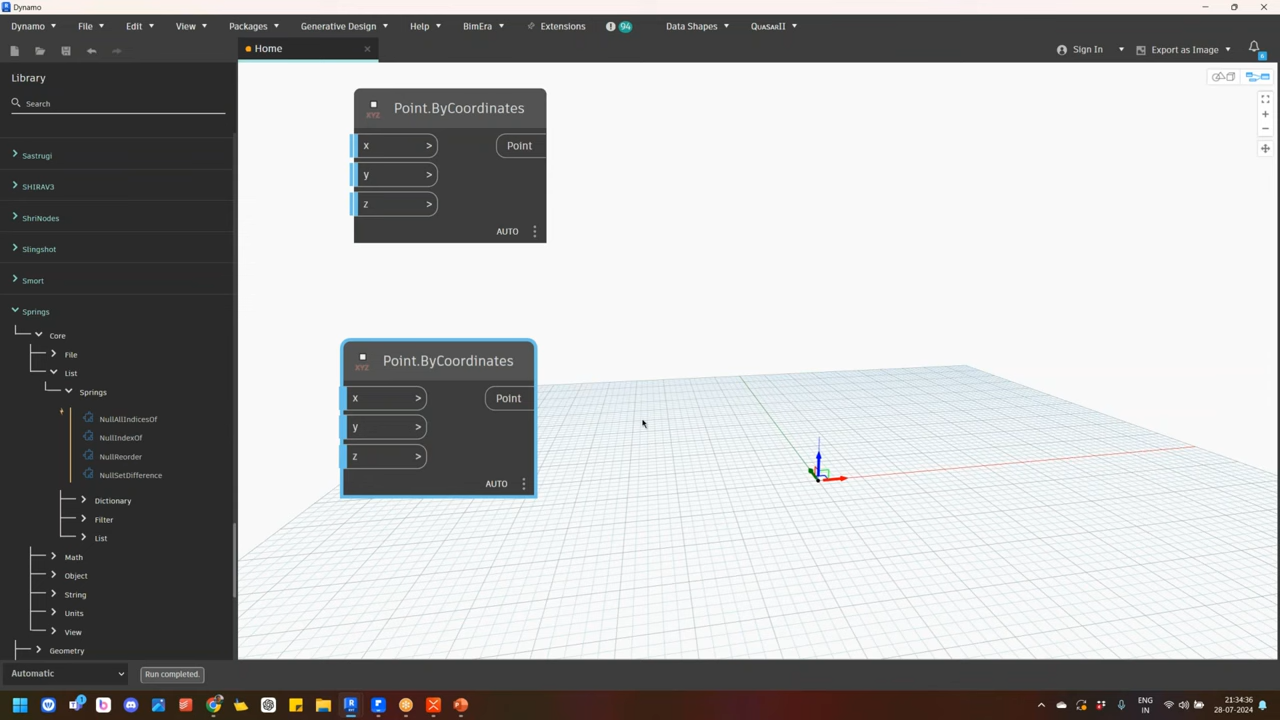 Dynamo
Dynamo File Edit View Packages Generative Design Help BimEra Extensions 94 Data Shapes QUASARII
Home
Sign In Export as Image
6
Library
Search
Sastrugi
SHIRAV3
ShriNodes
Slingshot
Smort
Springs
Core
File
List
Springs
NullAllIndicesOf
NullIndexOf
NullReorder
NullSetDifference
Dictionary
Filter
List
Math
Object
String
Units
View
Geometry
XYZ Point.ByCoordinates
x > Point
y >
z >
AUTO
XYZ Point.ByCoordinates
x > Point
y >
z >
AUTO
Automatic Run completed.
ENG
IN
21:34:36
28-07-2024